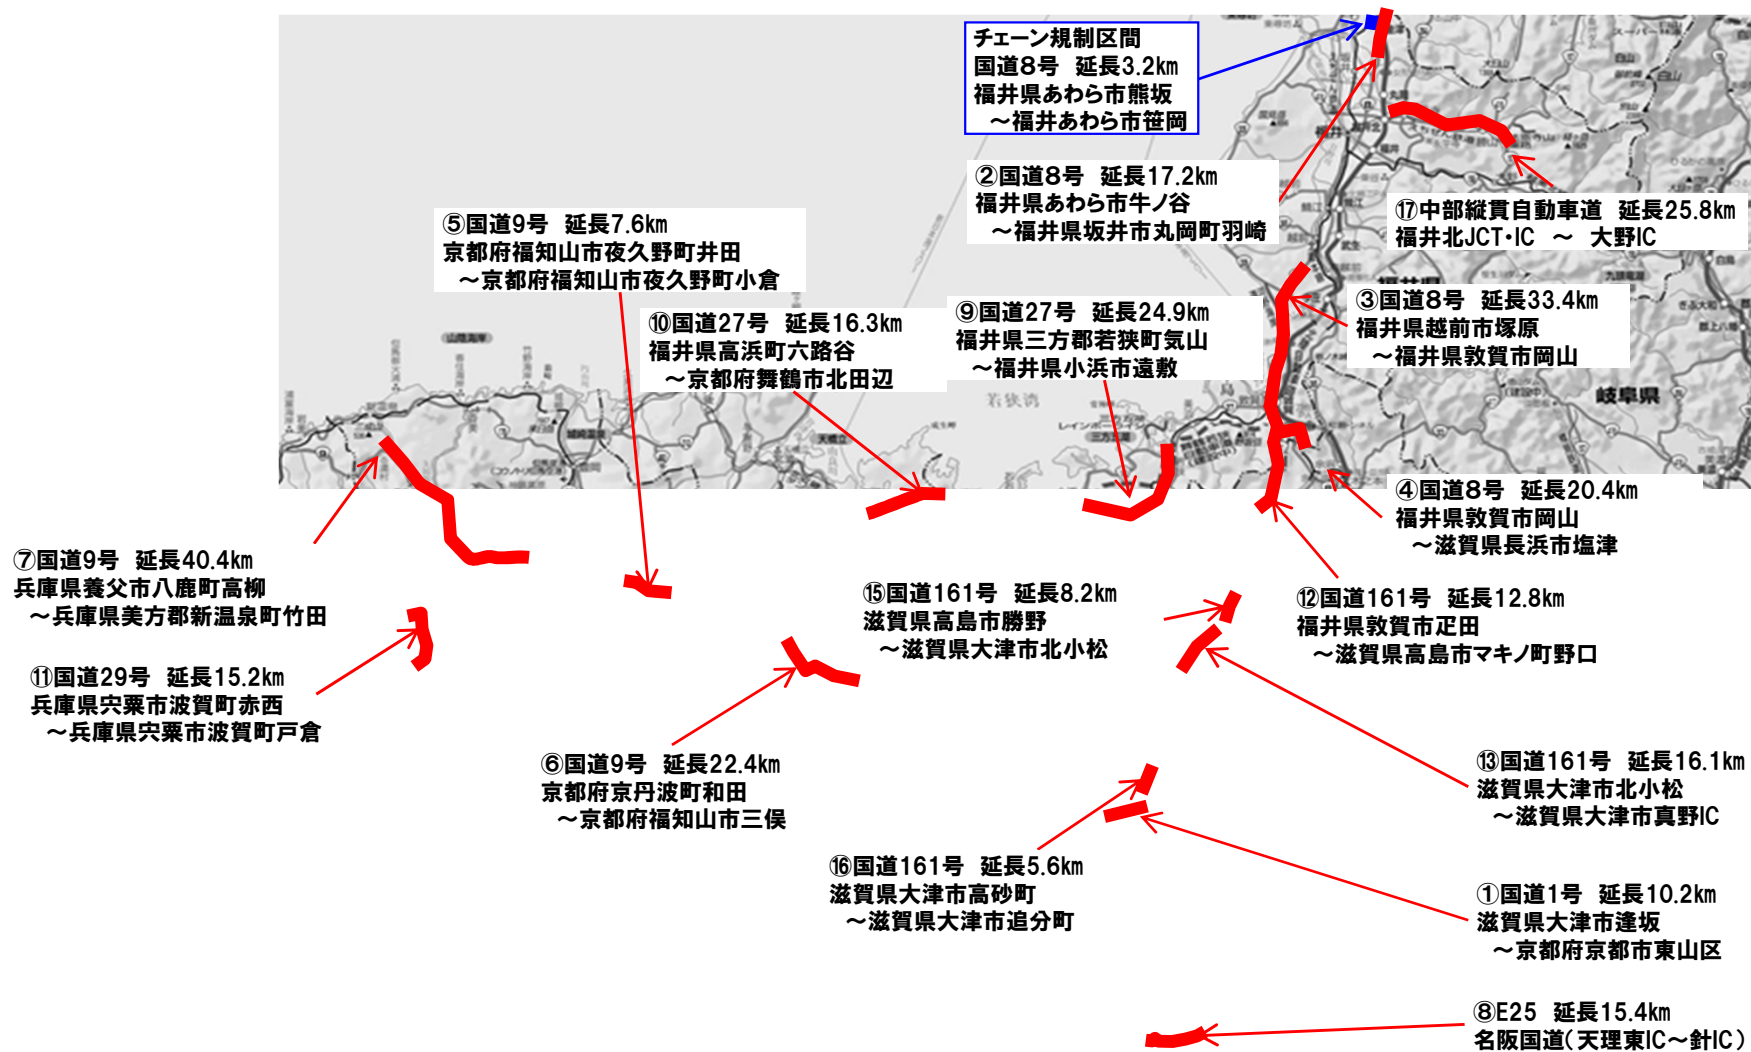 チェーン規制区間
国道8号 延長3.2km
福井県あわら市熊坂
～福井あわら市笹岡
②国道8号 延長17.2km
福井県あわら市牛ノ谷
～福井県坂井市丸岡町羽崎
⑰中部縦貫自動車道 延長25.8km
福井北JCT・IC ～ 大野IC
⑤国道9号 延長7.6km
京都府福知山市夜久野町井田
～京都府福知山市夜久野町小倉
⑩国道27号 延長16.3km
福井県高浜町六路谷
～京都府舞鶴市北田辺
⑨国道27号 延長24.9km
福井県三方郡若狭町気山
～福井県小浜市遠敷
③国道8号 延長33.4km
福井県越前市塚原
～福井県敦賀市岡山
岐阜県
若狭湾
④国道8号 延長20.4km
福井県敦賀市岡山
～滋賀県長浜市塩津
⑦国道9号 延長40.4km
兵庫県養父市八鹿町高柳
～兵庫県美方郡新温泉町竹田
⑮国道161号 延長8.2km
滋賀県高島市勝野
～滋賀県大津市北小松
⑫国道161号 延長12.8km
福井県敦賀市疋田
～滋賀県高島市マキノ町野口
⑪国道29号 延長15.2km
兵庫県宍粟市波賀町赤西
～兵庫県宍粟市波賀町戸倉
⑥国道9号 延長22.4km
京都府京丹波町和田
～京都府福知山市三俣
⑬国道161号 延長16.1km
滋賀県大津市北小松
～滋賀県大津市真野IC
⑯国道161号 延長5.6km
滋賀県大津市高砂町
～滋賀県大津市追分町
①国道1号 延長10.2km
滋賀県大津市逢坂
～京都府京都市東山区
⑧E25 延長15.4km
名阪国道(天理東IC～針IC)